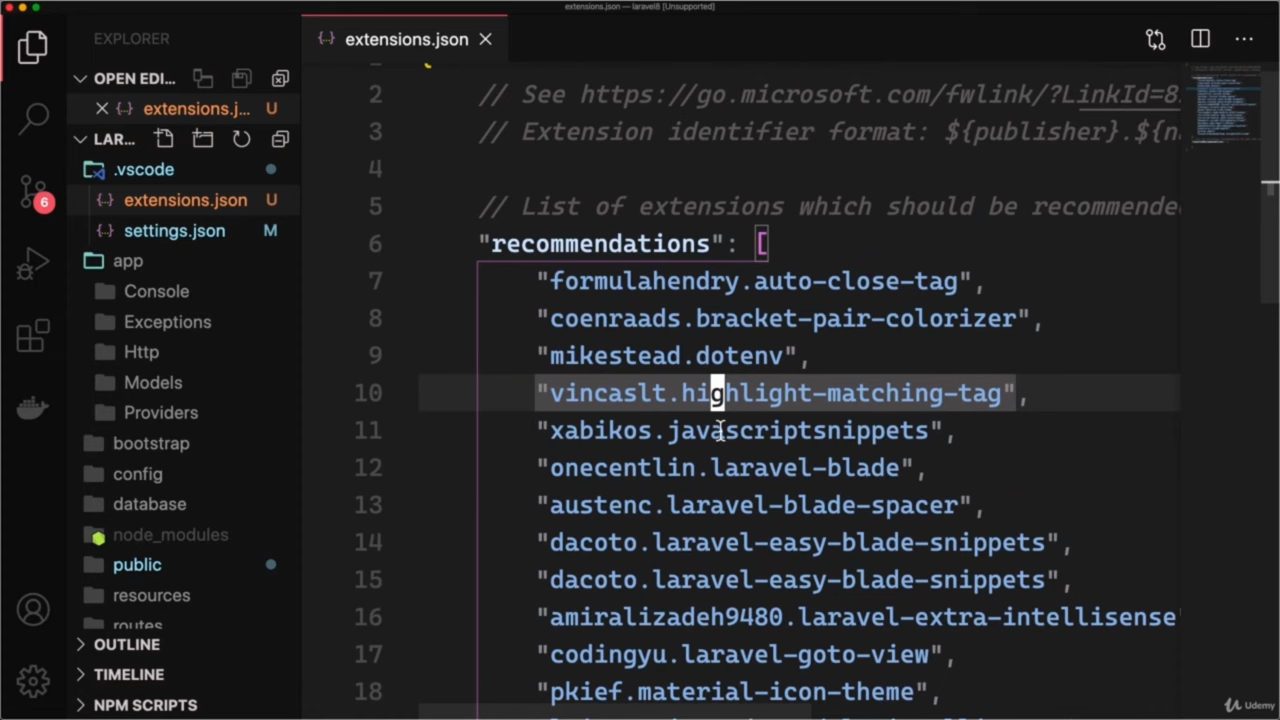 extensions.json — laravel8 [Unsupported]
EXPLORER
OPEN EDI...
extensions.j... U
LAR...
.vscode
extensions.json U
settings.json M
6
app
Console
Exceptions
Http
Models
Providers
bootstrap
config
database
node_modules
public
resources
routes
OUTLINE
TIMELINE
NPM SCRIPTS
{..} extensions.json
2 // See https://go.microsoft.com/fwlink/?LinkId=8
3 //Extension identifier format: ${publisher}.${n
4
5 // List of extensions which should be recommende
6 "recommendations": [
7 "formulahendry.auto-close-tag",
8 "coenraads.bracket-pair-colorizer",
9 "mikestead.dotenv",
10 "vincaslt.highlight-matching-tag",
11 "xabikos.javascriptsnippets",
12 "onecentlin.laravel-blade",
13 "austenc.laravel-blade-spacer",
14 "dacoto.laravel-easy-blade-snippets",
15 "dacoto.laravel-easy-blade-snippets",
16 "amiralizadeh9480.laravel-extra-intellisense"
17 "codingyu.laravel-goto-view",
18 "pkief.material-icon-theme",
Udemy